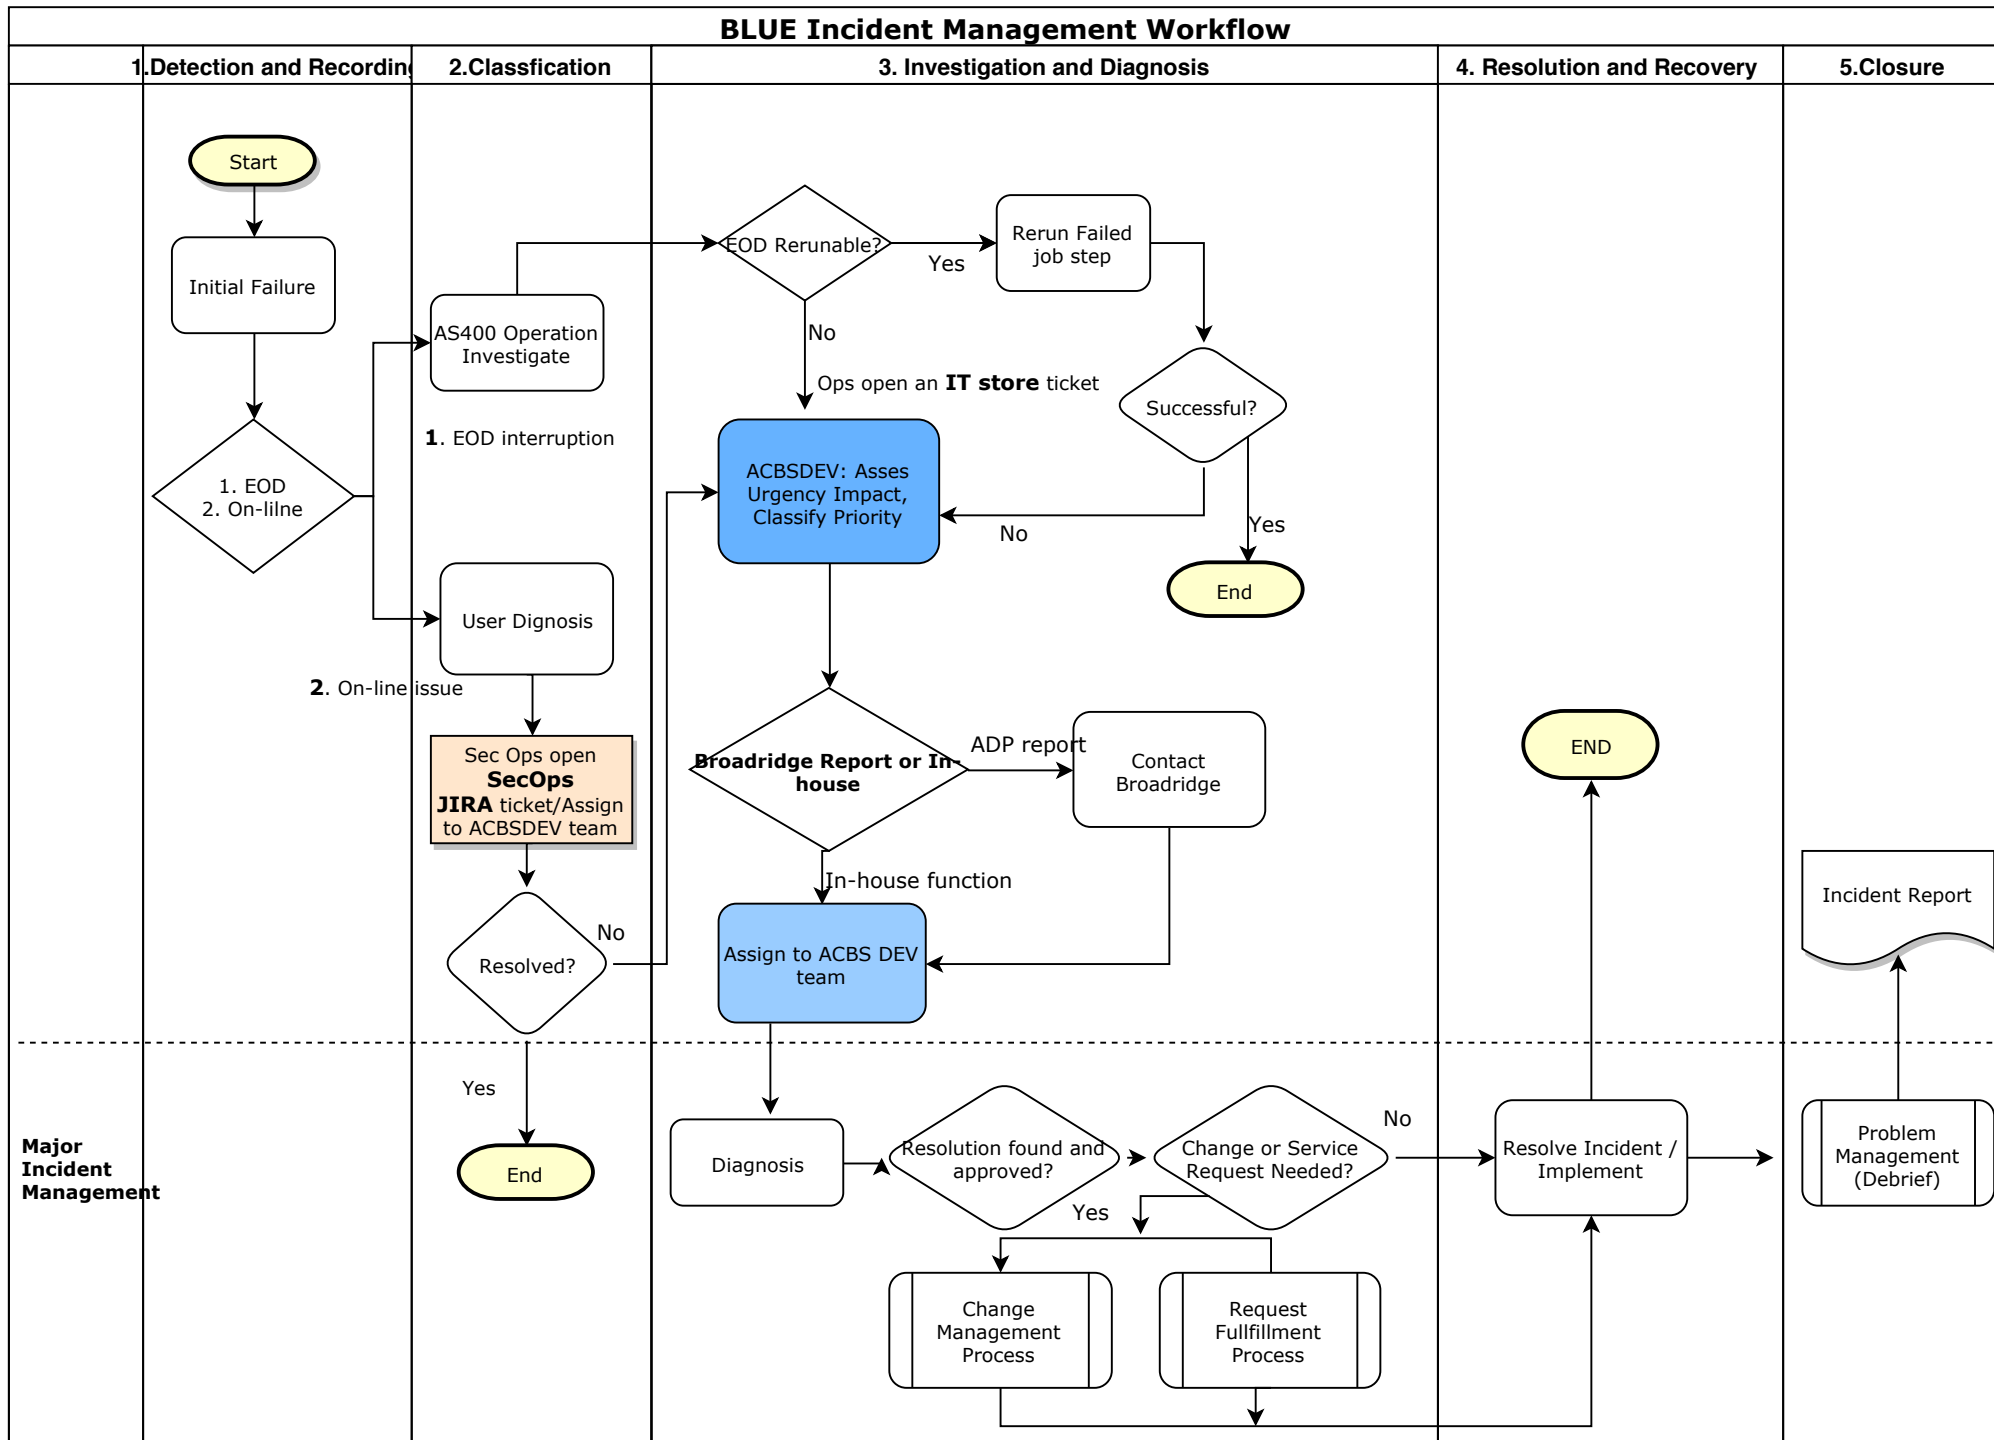 BLUE Incident Management Workflow
1.Detection and Recording
2.Classfication
3. Investigation and Diagnosis
4. Resolution and Recovery
5.Closure
Start
Initial Failure
1. EOD
2. On-lilne
AS400 Operation
Investigate
1. EOD interruption
User Dignosis
2. On-line issue
Sec Ops open
SecOps
JIRA ticket/Assign
to ACBSDEV team
Resolved?
No
Yes
End
EOD Rerunable?
Yes
Rerun Failed
job step
No
Ops open an IT store ticket
Successful?
ACBSDEV: Asses
Urgency Impact,
Classify Priority
No
Yes
End
Broadridge Report or In-
house
ADP report
Contact
Broadridge
In-house function
Assign to ACBS DEV
team
END
Incident Report
Major
Incident
Management
Diagnosis
Resolution found and
approved?
Change or Service
Request Needed?
No
Yes
Resolve Incident /
Implement
Problem
Management
(Debrief)
Change
Management
Process
Request
Fullfillment
Process